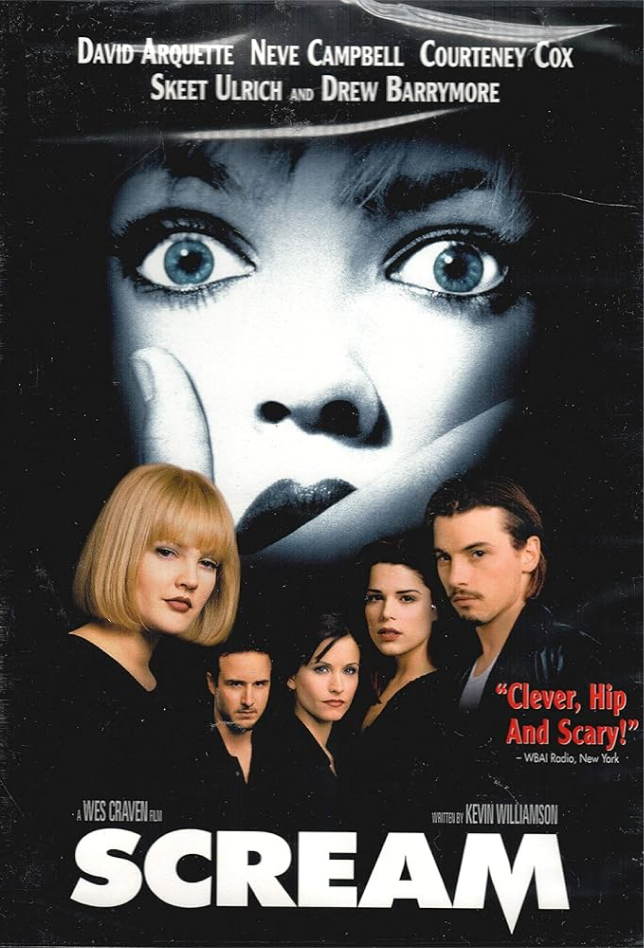 DAVID ARQUETTE NEVE CAMPBELL COURTENEY COX
SKEET ULRICH AND DREW BARRYMORE
"Clever, Hip
And Scary!"
– WBAI Radio, New York
A WES CRAVEN FILM
WRITTEN BY KEVIN WILLIAMSON
SCREAM